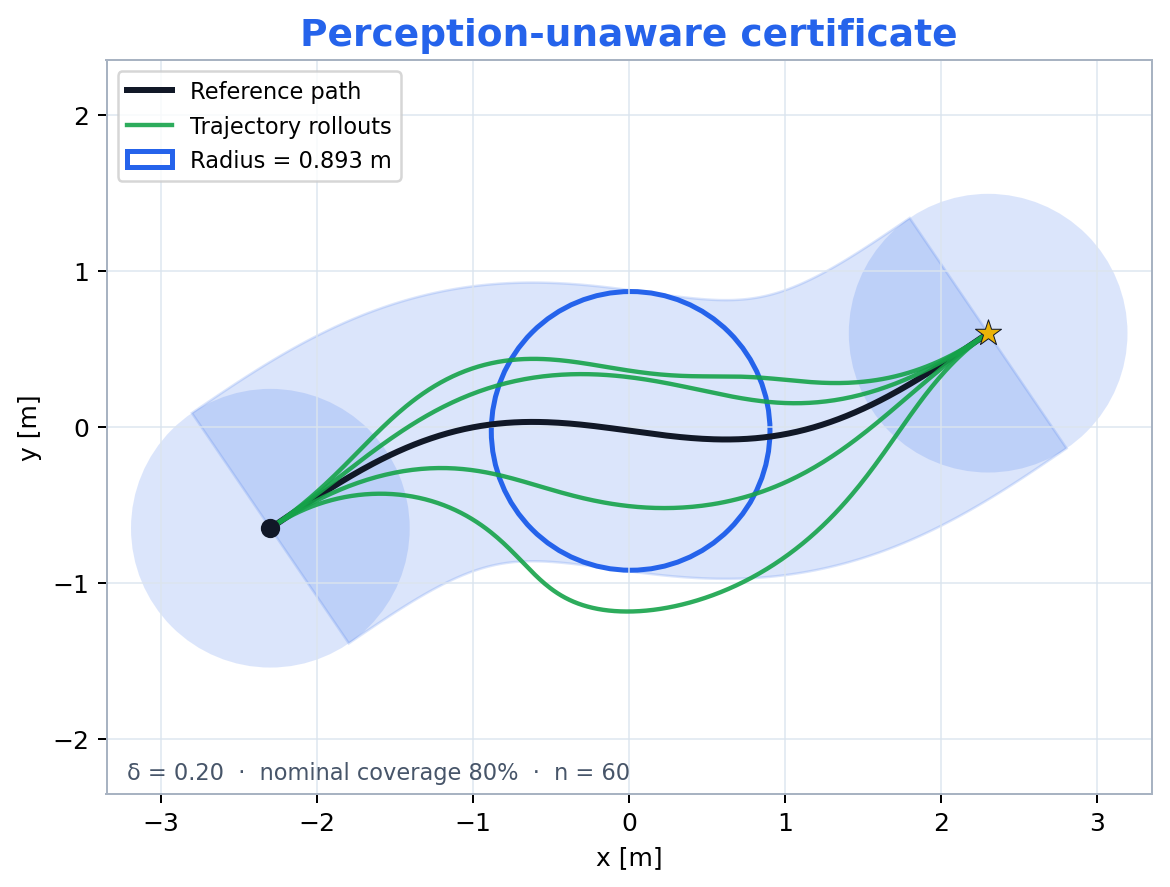 Perception-unaware certificate
Reference path
Trajectory rollouts
Radius = 0.893 m
2
1
0
−1
−2
y [m]
δ = 0.20 · nominal coverage 80% · n = 60
−3 −2 −1 0 1 2 3
x [m]